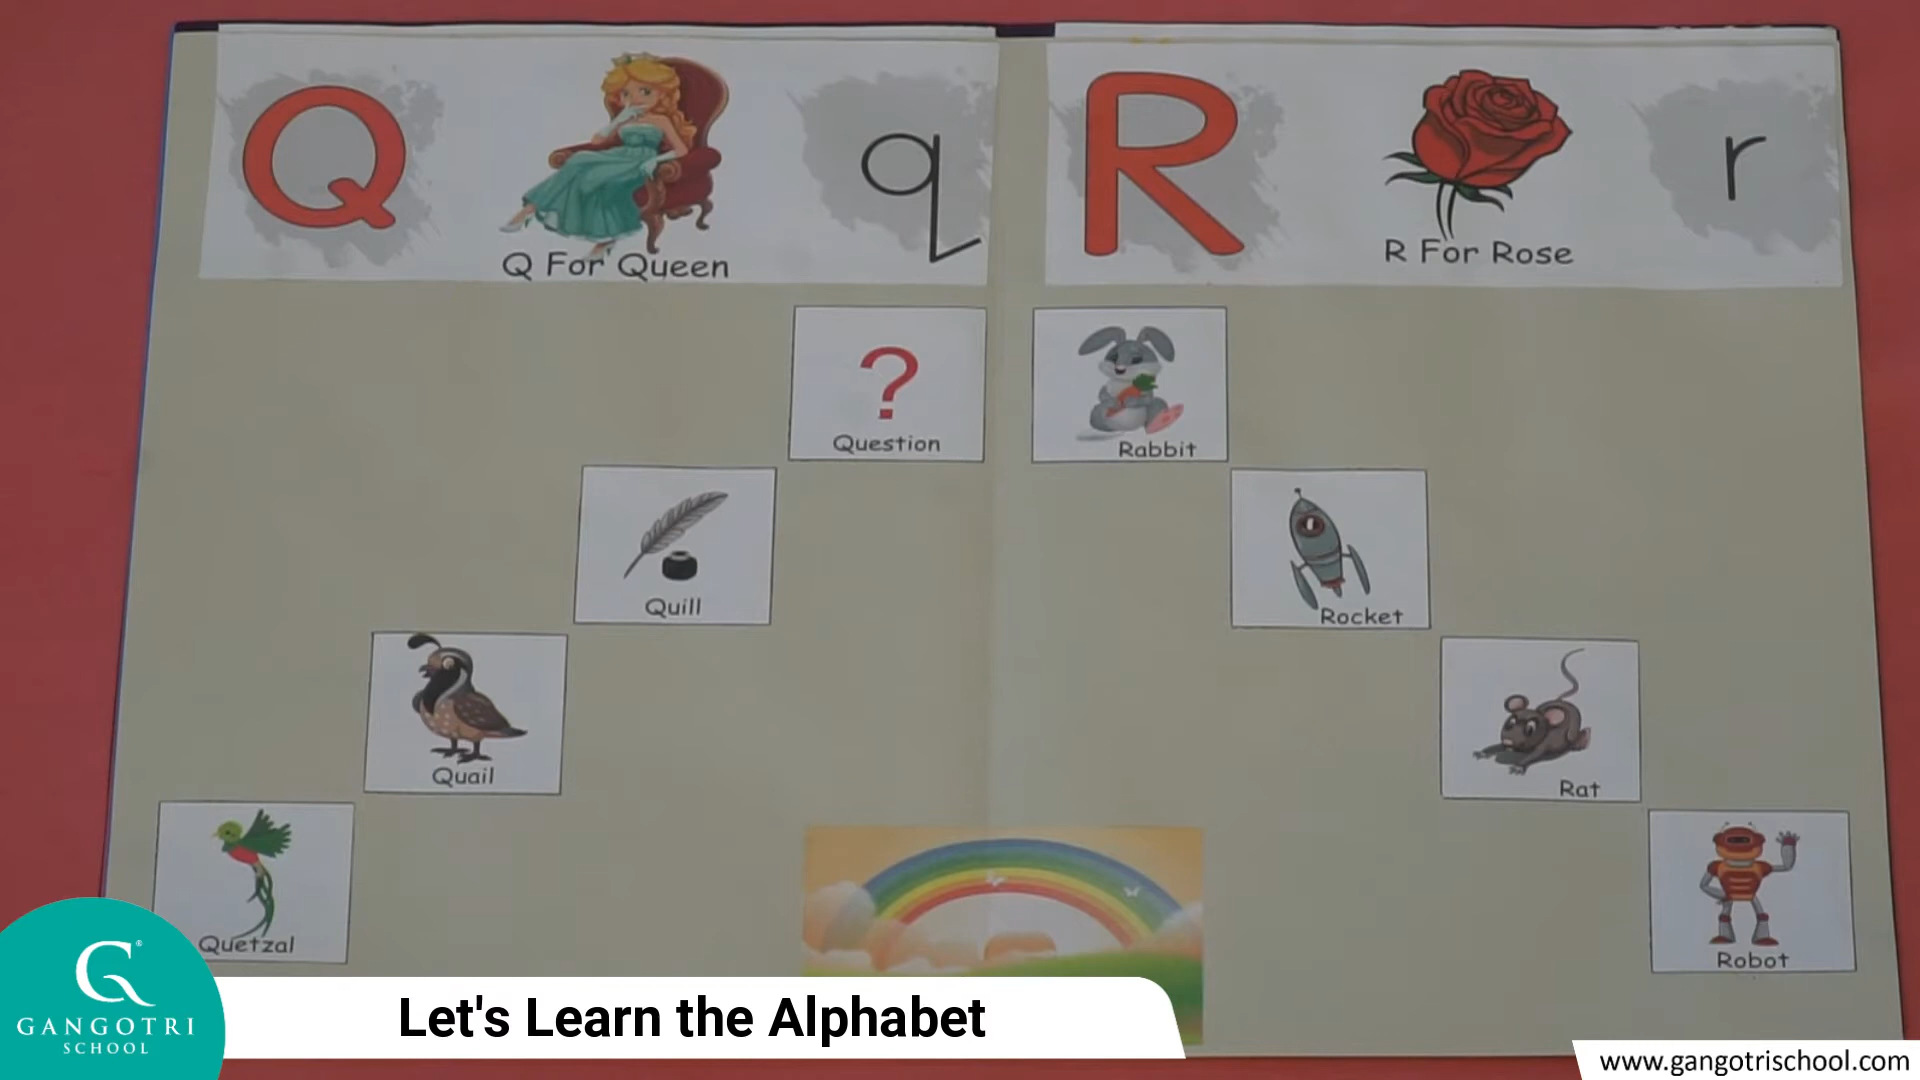 Q
q
Q For Queen
R
r
R For Rose
?
Question
Rabbit
Quill
Rocket
Quail
Rat
Quetzal
Robot
G®
GANGOTRI
SCHOOL
Let's Learn the Alphabet
www.gangotrischool.com